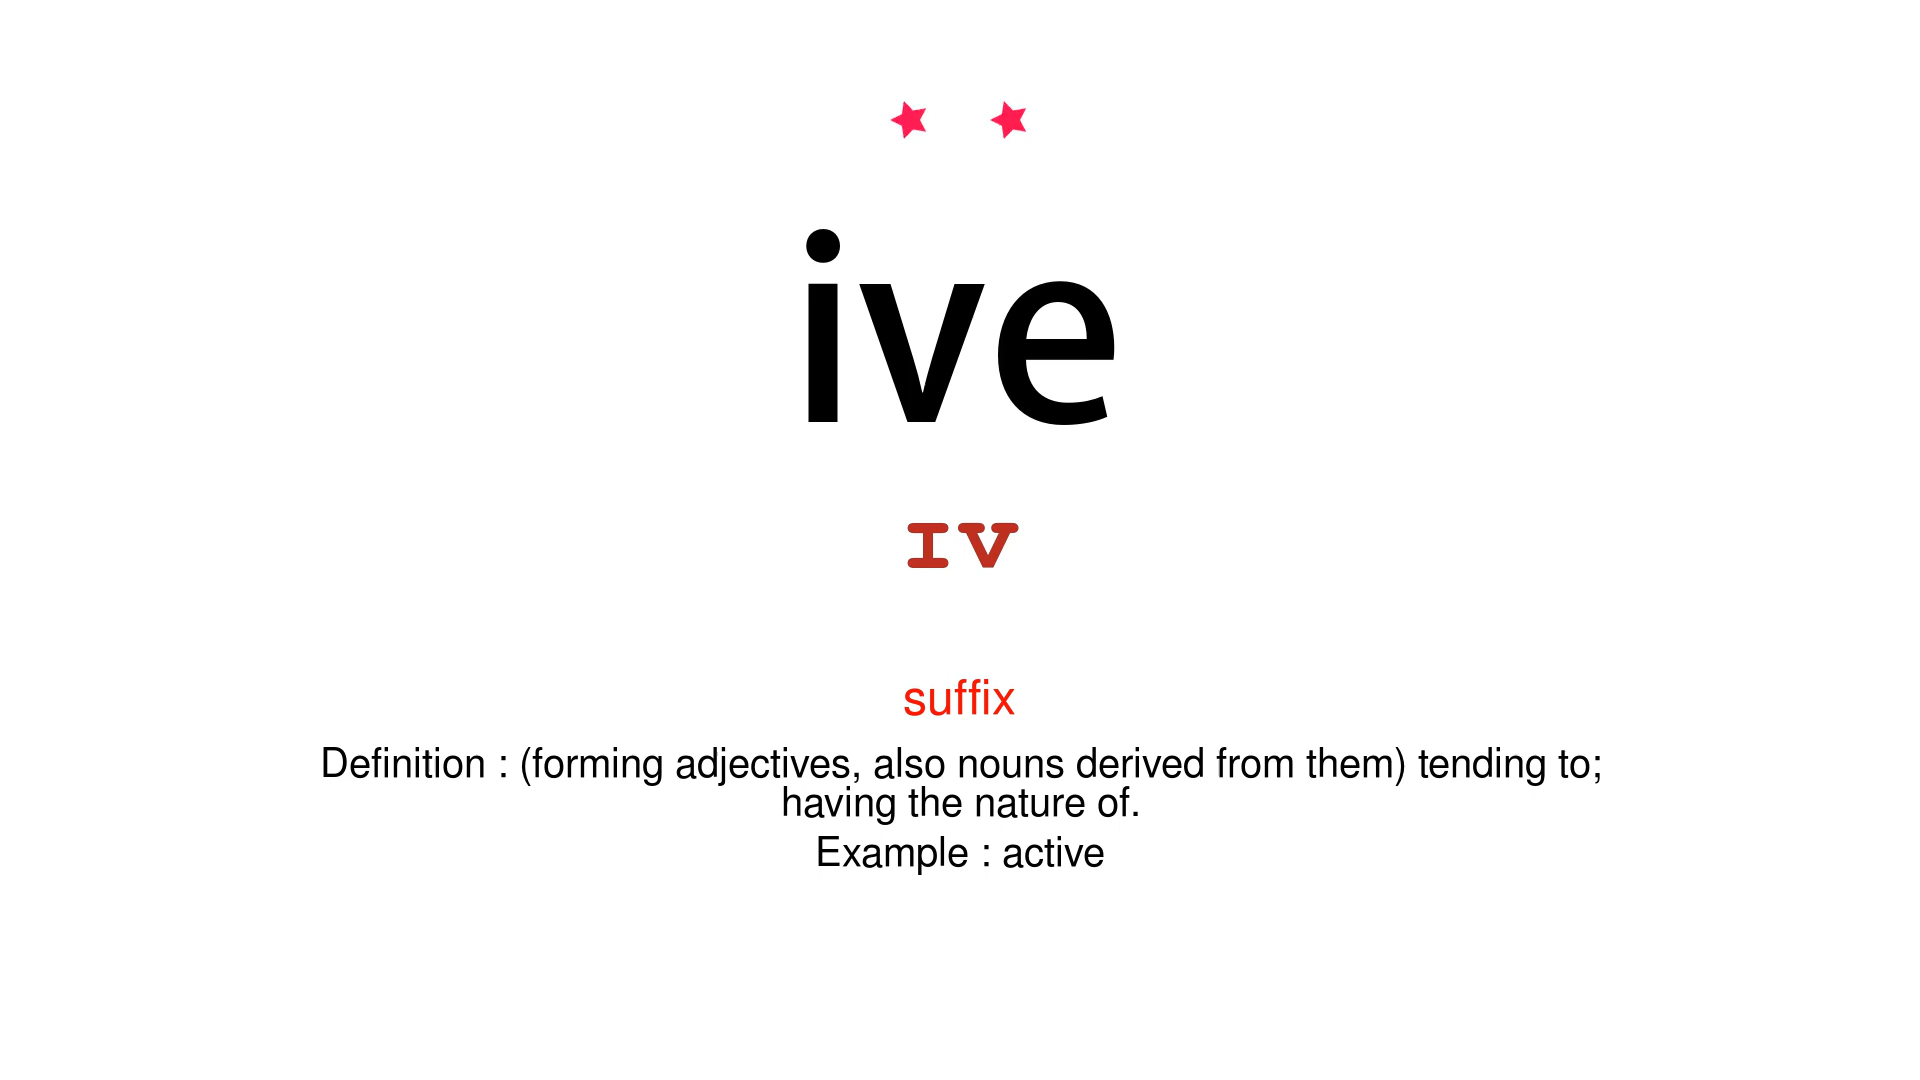 ive
ɪv
suffix
Definition : (forming adjectives, also nouns derived from them) tending to;
having the nature of.
Example : active